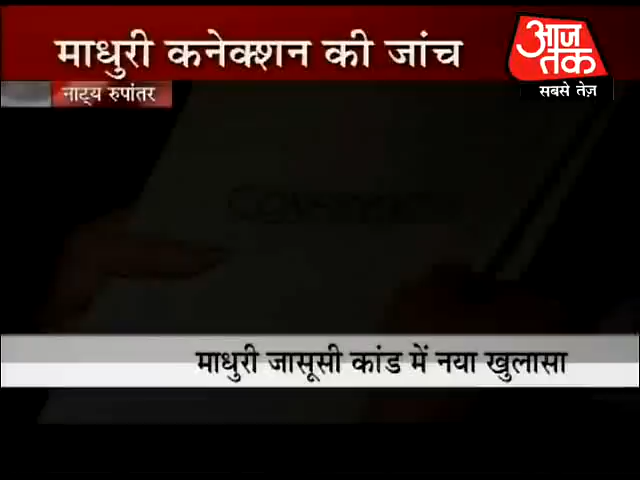 माधुरी कनेक्शन की जांच
आज
तक
सबसे तेज़
नाट्य रुपांतर
माधुरी जासूसी कांड में नया खुलासा